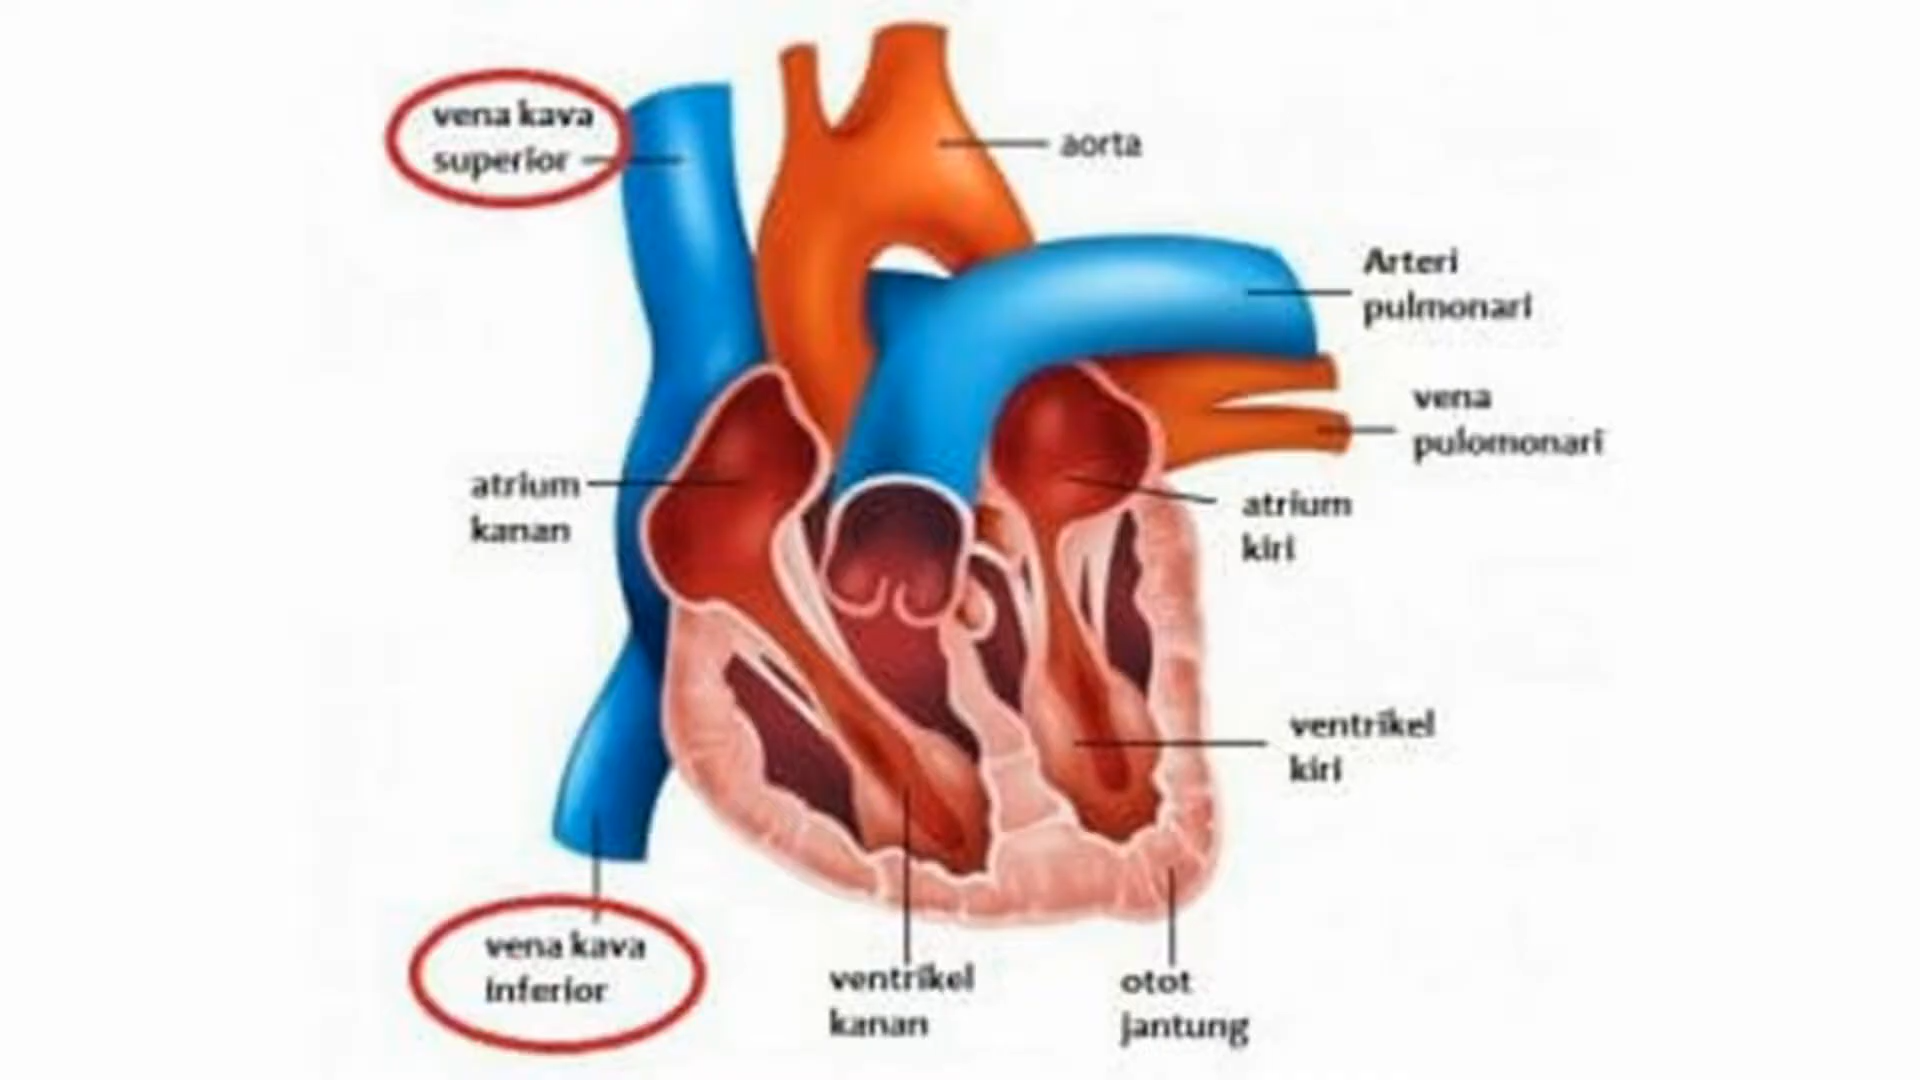 vena kava
superior
aorta
Arteri
pulmonari
vena
pulomonari
atrium
kanan
atrium
kiri
ventrikel
kiri
vena kava
inferior
ventrikel
kanan
otot
jantung